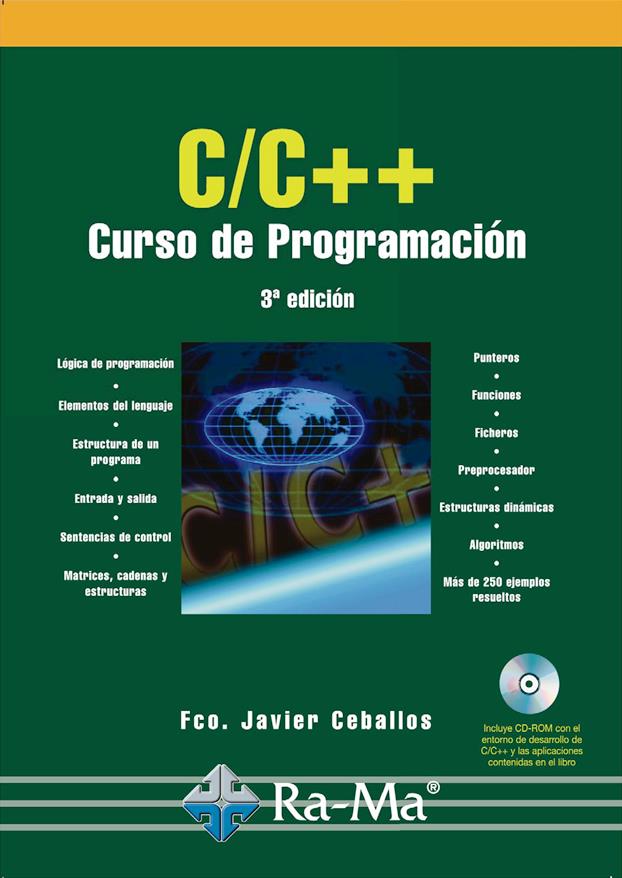 C/C++
Curso de Programación
3ª edición
Lógica de programación
•
Elementos del lenguaje
•
Estructura de un
programa
•
Entrada y salida
•
Sentencias de control
•
Matrices, cadenas y
estructuras
C/C+
Punteros
•
Funciones
•
Ficheros
•
Preprocesador
•
Estructuras dinámicas
•
Algoritmos
•
Más de 250 ejemplos
resueltos
Fco. Javier Ceballos
Incluye CD-ROM con el
entorno de desarrollo de
C/C++ y las aplicaciones
contenidas en el libro
Ra-Ma®